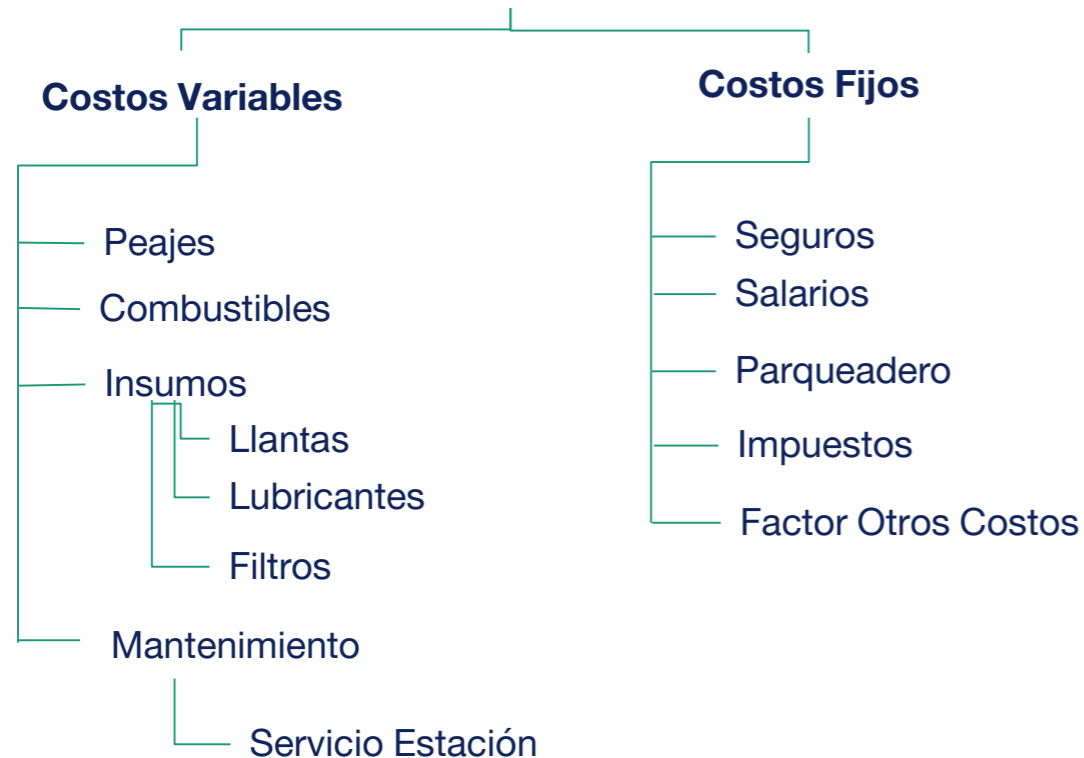 Costos Variables
Peajes
Combustibles
Insumos
Llantas
Lubricantes
Filtros
Mantenimiento
Servicio Estación
Costos Fijos
Seguros
Salarios
Parqueadero
Impuestos
Factor Otros Costos